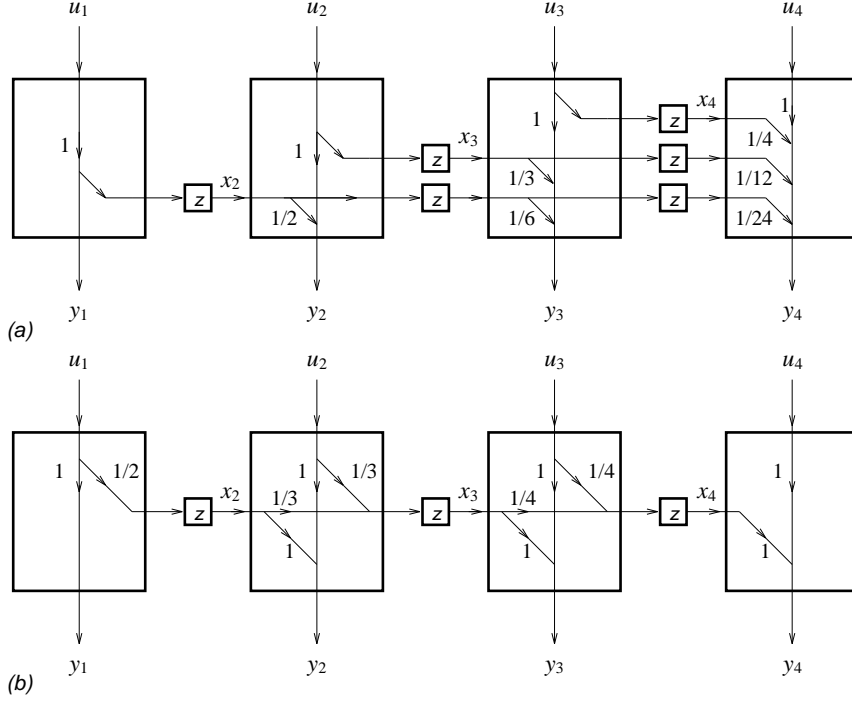 u1 u2 u3 u4
1 x4
1 1/4
1 x3
1 z
z 1/3 z 1/12
x2
z 1/2 z 1/6 z 1/24
y1 y2 y3 y4
(a)
u1 u2 u3 u4
1 1/2 1 1/3 1 1/4 1
x2 1/3 x3 1/4 x4
z z z
1 1 1
y1 y2 y3 y4
(b)